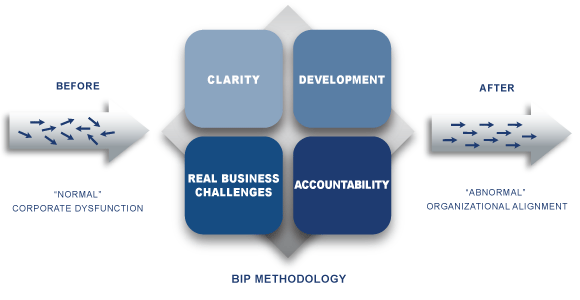 BEFORE
"NORMAL"
CORPORATE DYSFUNCTION
CLARITY
DEVELOPMENT
REAL BUSINESS
CHALLENGES
ACCOUNTABILITY
BIP METHODOLOGY
AFTER
"ABNORMAL"
ORGANIZATIONAL ALIGNMENT